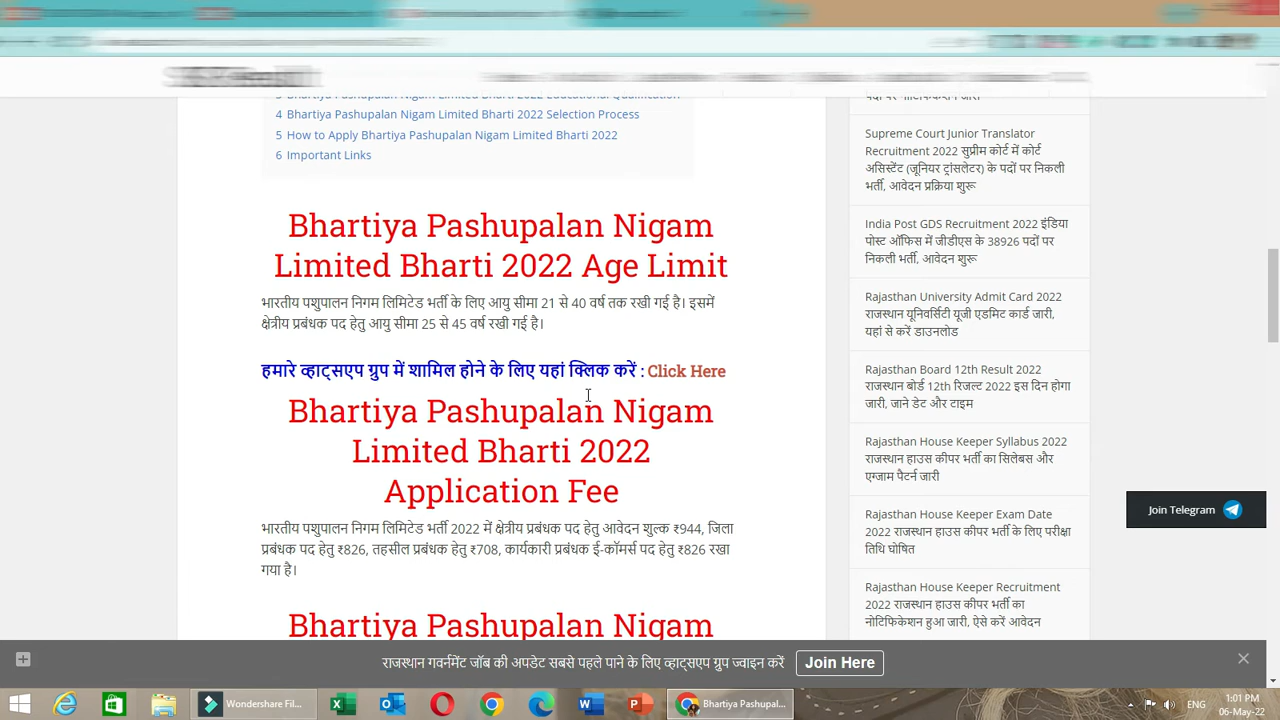 4 Bhartiya Pashupalan Nigam Limited Bharti 2022 Selection Process
5 How to Apply Bhartiya Pashupalan Nigam Limited Bharti 2022
6 Important Links
Bhartiya Pashupalan Nigam
Limited Bharti 2022 Age Limit
भारतीय पशुपालन निगम लिमिटेड भर्ती के लिए आयु सीमा 21 से 40 वर्ष तक रखी गई है। इसमें
क्षेत्रीय प्रबंधक पद हेतु आयु सीमा 25 से 45 वर्ष रखी गई है।
हमारे व्हाट्सएप ग्रुप में शामिल होने के लिए यहां क्लिक करें : Click Here
Bhartiya Pashupalan Nigam
Limited Bharti 2022
Application Fee
भारतीय पशुपालन निगम लिमिटेड भर्ती 2022 में क्षेत्रीय प्रबंधक पद हेतु आवेदन शुल्क ₹944, जिला
प्रबंधक पद हेतु ₹826, तहसील प्रबंधक हेतु ₹708, कार्यकारी प्रबंधक ई-कॉमर्स पद हेतु ₹826 रखा
गया है।
Bhartiya Pashupalan Nigam
पदों पर नोटिफिकेशन जारी
Supreme Court Junior Translator
Recruitment 2022 सुप्रीम कोर्ट में कोर्ट
असिस्टेंट (जूनियर ट्रांसलेटर) के पदों पर निकली
भर्ती, आवेदन प्रक्रिया शुरू
India Post GDS Recruitment 2022 इंडिया
पोस्ट ऑफिस में जीडीएस के 38926 पदों पर
निकली भर्ती, आवेदन शुरू
Rajasthan University Admit Card 2022
राजस्थान यूनिवर्सिटी यूजी एडमिट कार्ड जारी,
यहां से करें डाउनलोड
Rajasthan Board 12th Result 2022
राजस्थान बोर्ड 12th रिजल्ट 2022 इस दिन होगा
जारी, जाने डेट और टाइम
Rajasthan House Keeper Syllabus 2022
राजस्थान हाउस कीपर भर्ती का सिलेबस और
एग्जाम पैटर्न जारी
Rajasthan House Keeper Exam Date
2022 राजस्थान हाउस कीपर भर्ती के लिए परीक्षा
तिथि घोषित
Rajasthan House Keeper Recruitment
2022 राजस्थान हाउस कीपर भर्ती का
नोटिफिकेशन हुआ जारी, ऐसे करें आवेदन
Join Telegram
राजस्थान गवर्नमेंट जॉब की अपडेट सबसे पहले पाने के लिए व्हाट्सएप ग्रुप ज्वाइन करें Join Here
Wondershare Fil...
Bhartiya Pashupal...
ENG
1:01 PM
06-May-22